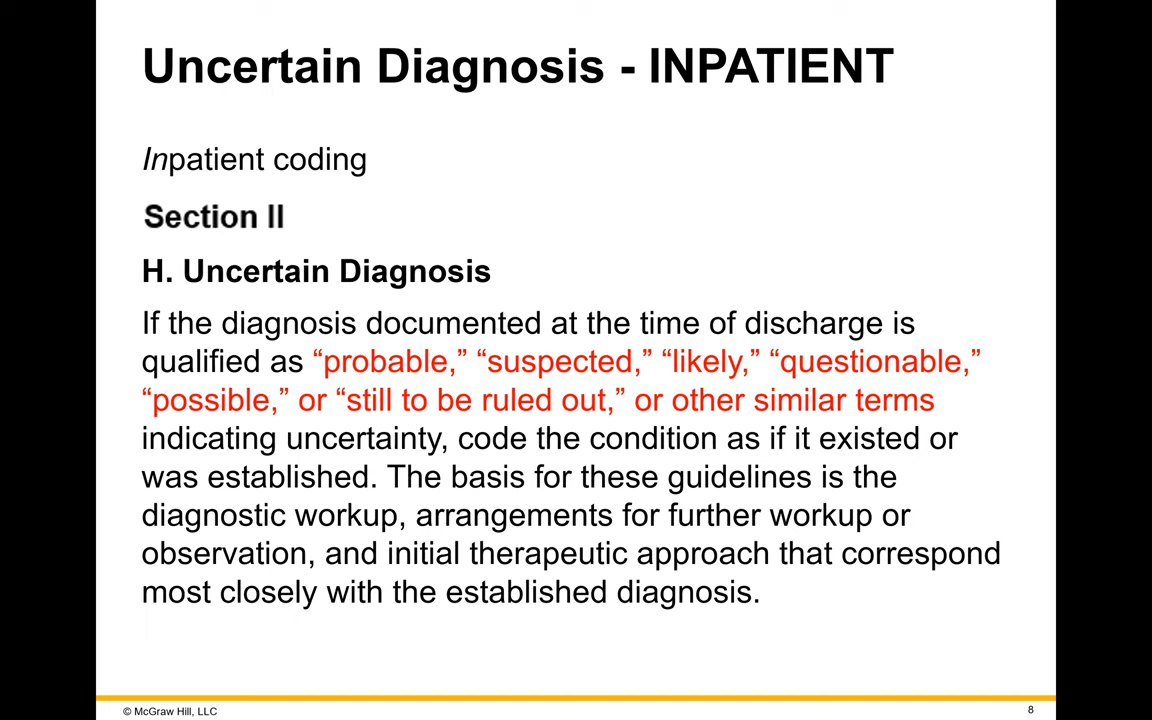 Uncertain Diagnosis - INPATIENT
Inpatient coding
Section II
H. Uncertain Diagnosis
If the diagnosis documented at the time of discharge is
qualified as “probable,” “suspected,” “likely,” “questionable,”
“possible,” or “still to be ruled out,” or other similar terms
indicating uncertainty, code the condition as if it existed or
was established. The basis for these guidelines is the
diagnostic workup, arrangements for further workup or
observation, and initial therapeutic approach that correspond
most closely with the established diagnosis.
© McGraw Hill, LLC
8